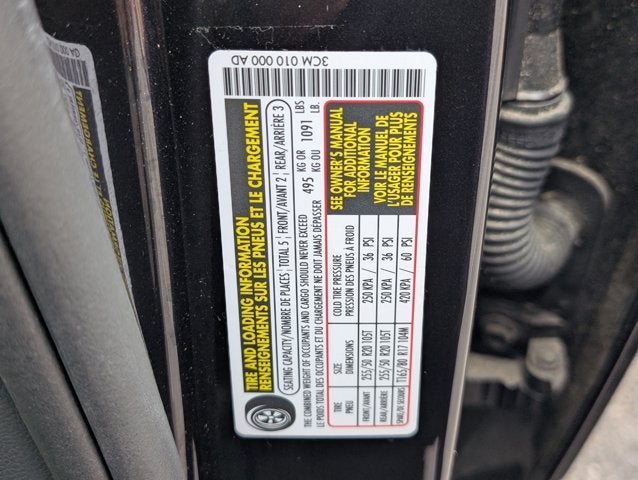 3CM 010 000 AD
TIRE AND LOADING INFORMATION
RENSEIGNEMENTS SUR LES PNEUS ET LE CHARGEMENT
SEATING CAPACITY/NOMBRE DE PLACES TOTAL 5 FRONT/AVANT 2 REAR/ARRIÈRE 3
THE COMBINED WEIGHT OF OCCUPANTS AND CARGO SHOULD NEVER EXCEED 495 KG OR 1091 LBS
LE POIDS TOTAL DES OCCUPANTS ET DU CHARGEMENT NE DOIT JAMAIS DÉPASSER KG OU LB.
TIRE SIZE COLD TIRE PRESSURE
PNEU DIMENSIONS PRESSION DES PNEUS À FROID
FRONT/AVANT 255/50 R20 105T 250 KPA / 36 PSI
REAR/ARRIÈRE 255/50 R20 105T 250 KPA / 36 PSI
SPARE/DE SECOURS T165/80 R17 104M 420 KPA / 60 PSI
SEE OWNER'S MANUAL
FOR ADDITIONAL
INFORMATION
VOIR LE MANUEL DE
L'USAGER POUR PLUS
DE RENSEIGNEMENTS